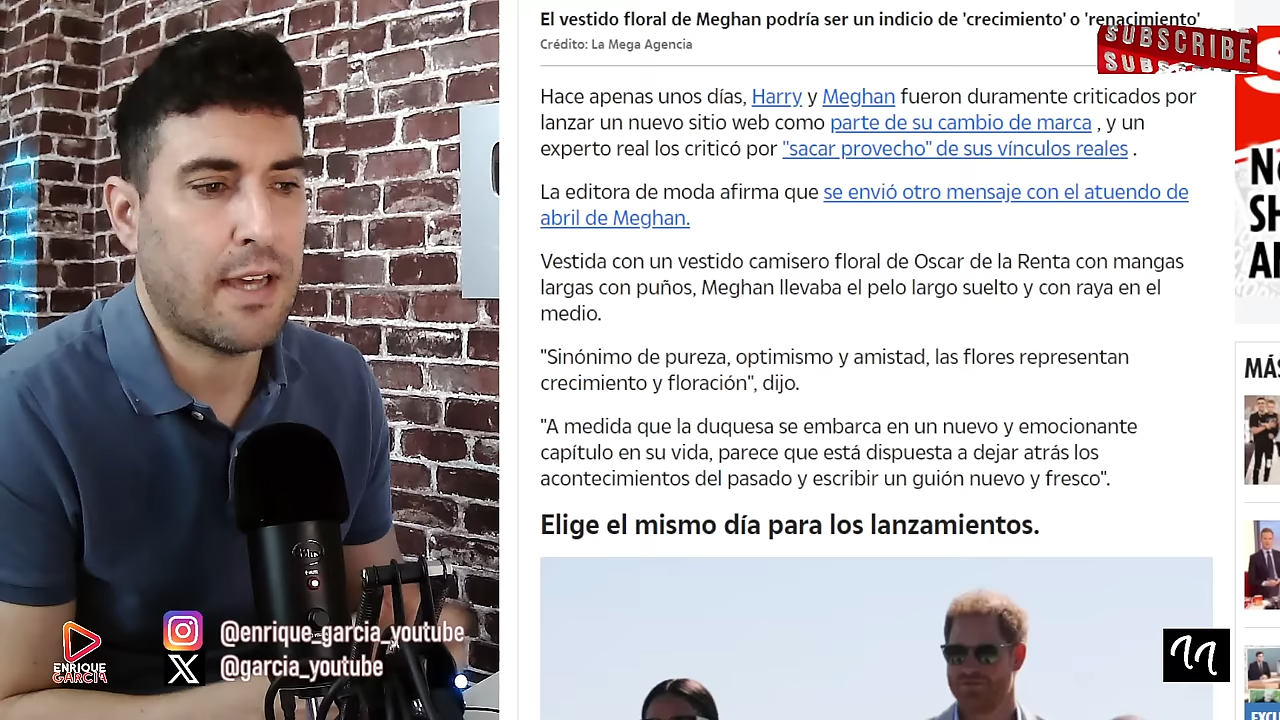 El vestido floral de Meghan podría ser un indicio de 'crecimiento' o 'renacimiento'
Crédito: La Mega Agencia
SUBSCRIBE
Hace apenas unos días, Harry y Meghan fueron duramente criticados por
lanzar un nuevo sitio web como parte de su cambio de marca , y un
experto real los criticó por "sacar provecho" de sus vínculos reales .
La editora de moda afirma que se envió otro mensaje con el atuendo de
abril de Meghan.
Vestida con un vestido camisero floral de Oscar de la Renta con mangas
largas con puños, Meghan llevaba el pelo largo suelto y con raya en el
medio.
"Sinónimo de pureza, optimismo y amistad, las flores representan
crecimiento y floración", dijo.
"A medida que la duquesa se embarca en un nuevo y emocionante
capítulo en su vida, parece que está dispuesta a dejar atrás los
acontecimientos del pasado y escribir un guión nuevo y fresco".
Elige el mismo día para los lanzamientos.
MÁS
ENRIQUE
GARCIA
@enrique_garcia_youtube
@garcia_youtube